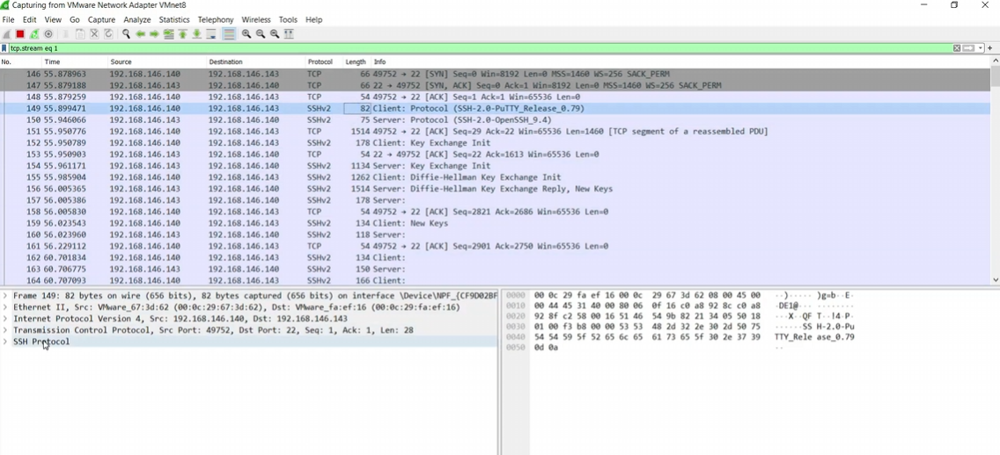 Capturing from VMware Network Adapter VMnet8
File Edit View Go Capture Analyze Statistics Telephony Wireless Tools Help
tcp.stream eq 1
No. Time Source Destination Protocol Length Info
146 55.878963 192.168.146.140 192.168.146.143 TCP 66 49752 → 22 [SYN] Seq=0 Win=8192 Len=0 MSS=1460 WS=256 SACK_PERM
147 55.879188 192.168.146.143 192.168.146.140 TCP 66 22 → 49752 [SYN, ACK] Seq=0 Ack=1 Win=65536 Len=0 MSS=1460 WS=256 SACK_PERM
148 55.879259 192.168.146.140 192.168.146.143 TCP 54 49752 → 22 [ACK] Seq=1 Ack=1 Win=65536 Len=0
149 55.899471 192.168.146.140 192.168.146.143 SSHv2 82 Client: Protocol (SSH-2.0-PuTTY_Release_0.79)
150 55.946066 192.168.146.143 192.168.146.140 SSHv2 75 Server: Protocol (SSH-2.0-OpenSSH_9.4)
151 55.950776 192.168.146.140 192.168.146.143 TCP 1514 49752 → 22 [ACK] Seq=29 Ack=22 Win=65536 Len=1460 [TCP segment of a reassembled PDU]
152 55.950789 192.168.146.140 192.168.146.143 SSHv2 178 Client: Key Exchange Init
153 55.950903 192.168.146.143 192.168.146.140 TCP 54 22 → 49752 [ACK] Seq=22 Ack=1613 Win=65536 Len=0
154 55.961171 192.168.146.143 192.168.146.140 SSHv2 1134 Server: Key Exchange Init
155 55.985904 192.168.146.140 192.168.146.143 SSHv2 1262 Client: Diffie-Hellman Key Exchange Init
156 56.005365 192.168.146.143 192.168.146.140 SSHv2 1514 Server: Diffie-Hellman Key Exchange Reply, New Keys
157 56.005386 192.168.146.143 192.168.146.140 SSHv2 178 Server:
158 56.005830 192.168.146.140 192.168.146.143 TCP 54 49752 → 22 [ACK] Seq=2821 Ack=2686 Win=65536 Len=0
159 56.023543 192.168.146.140 192.168.146.143 SSHv2 134 Client: New Keys
160 56.023960 192.168.146.143 192.168.146.140 SSHv2 118 Server:
161 56.229112 192.168.146.140 192.168.146.143 TCP 54 49752 → 22 [ACK] Seq=2901 Ack=2750 Win=65536 Len=0
162 60.701834 192.168.146.140 192.168.146.143 SSHv2 134 Client:
163 60.706775 192.168.146.143 192.168.146.140 SSHv2 150 Server:
164 60.707093 192.168.146.140 192.168.146.143 SSHv2 166 Client:
Frame 149: 82 bytes on wire (656 bits), 82 bytes captured (656 bits) on interface \Device\NPF_{CF9D02BF
Ethernet II, Src: VMware_67:3d:62 (00:0c:29:67:3d:62), Dst: VMware_fa:ef:16 (00:0c:29:fa:ef:16)
Internet Protocol Version 4, Src: 192.168.146.140, Dst: 192.168.146.143
Transmission Control Protocol, Src Port: 49752, Dst Port: 22, Seq: 1, Ack: 1, Len: 28
SSH Protocol
0000 00 0c 29 fa ef 16 00 0c 29 67 3d 62 08 00 45 00 ··)····· )g=b··E·
0010 00 44 45 31 40 00 80 06 0f 16 c0 a8 92 8c c0 a8 ·DE1@··· ········
0020 92 8f c2 58 00 16 51 46 54 9b 82 21 34 05 50 18 ···X··QF T··!4·P·
0030 01 00 f3 b8 00 00 53 53 48 2d 32 2e 30 2d 50 75 ······SS H-2.0-Pu
0040 54 54 59 5f 52 65 6c 65 61 73 65 5f 30 2e 37 39 TTY_Rele ase_0.79
0050 0d 0a ··